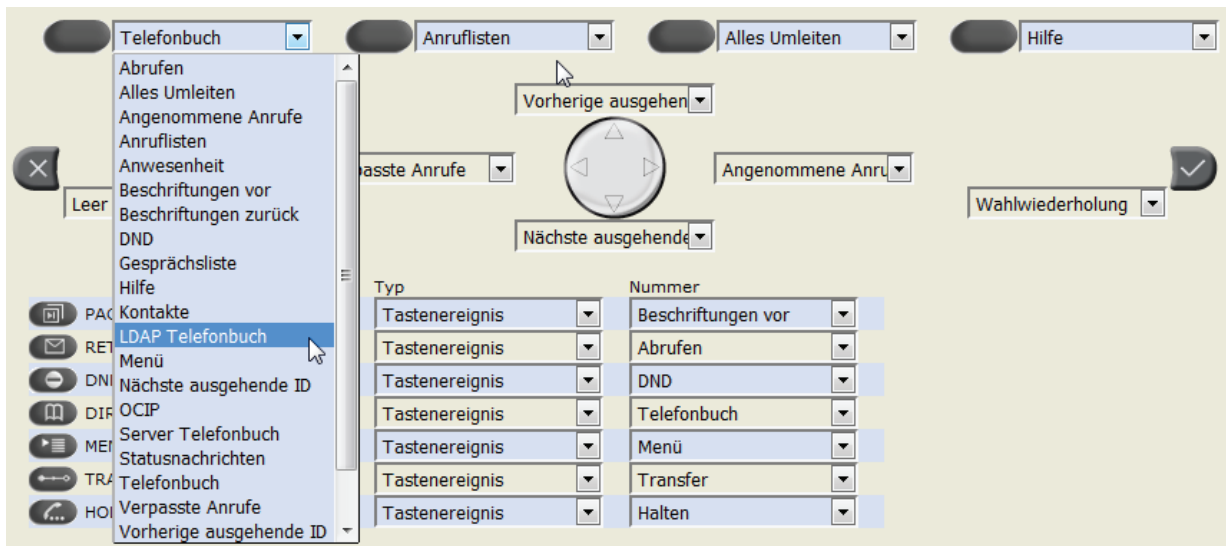 Telefonbuch
Anruflisten
Alles Umleiten
Hilfe
Abrufen
Alles Umleiten
Angenommene Anrufe
Anruflisten
Anwesenheit
Beschriftungen vor
Beschriftungen zurück
DND
Gesprächsliste
Hilfe
Kontakte
LDAP Telefonbuch
Menü
Nächste ausgehende ID
OCIP
Server Telefonbuch
Statusnachrichten
Telefonbuch
Verpasste Anrufe
Vorherige ausgehende ID
Vorherige ausgehen
passte Anrufe
Angenommene Anru
Leer
Wahlwiederholung
Nächste ausgehende
Typ Nummer
PAG Tastenereignis Beschriftungen vor
RET Tastenereignis Abrufen
DND Tastenereignis DND
DIR Tastenereignis Telefonbuch
MEN Tastenereignis Menü
TRA Tastenereignis Transfer
HOL Tastenereignis Halten